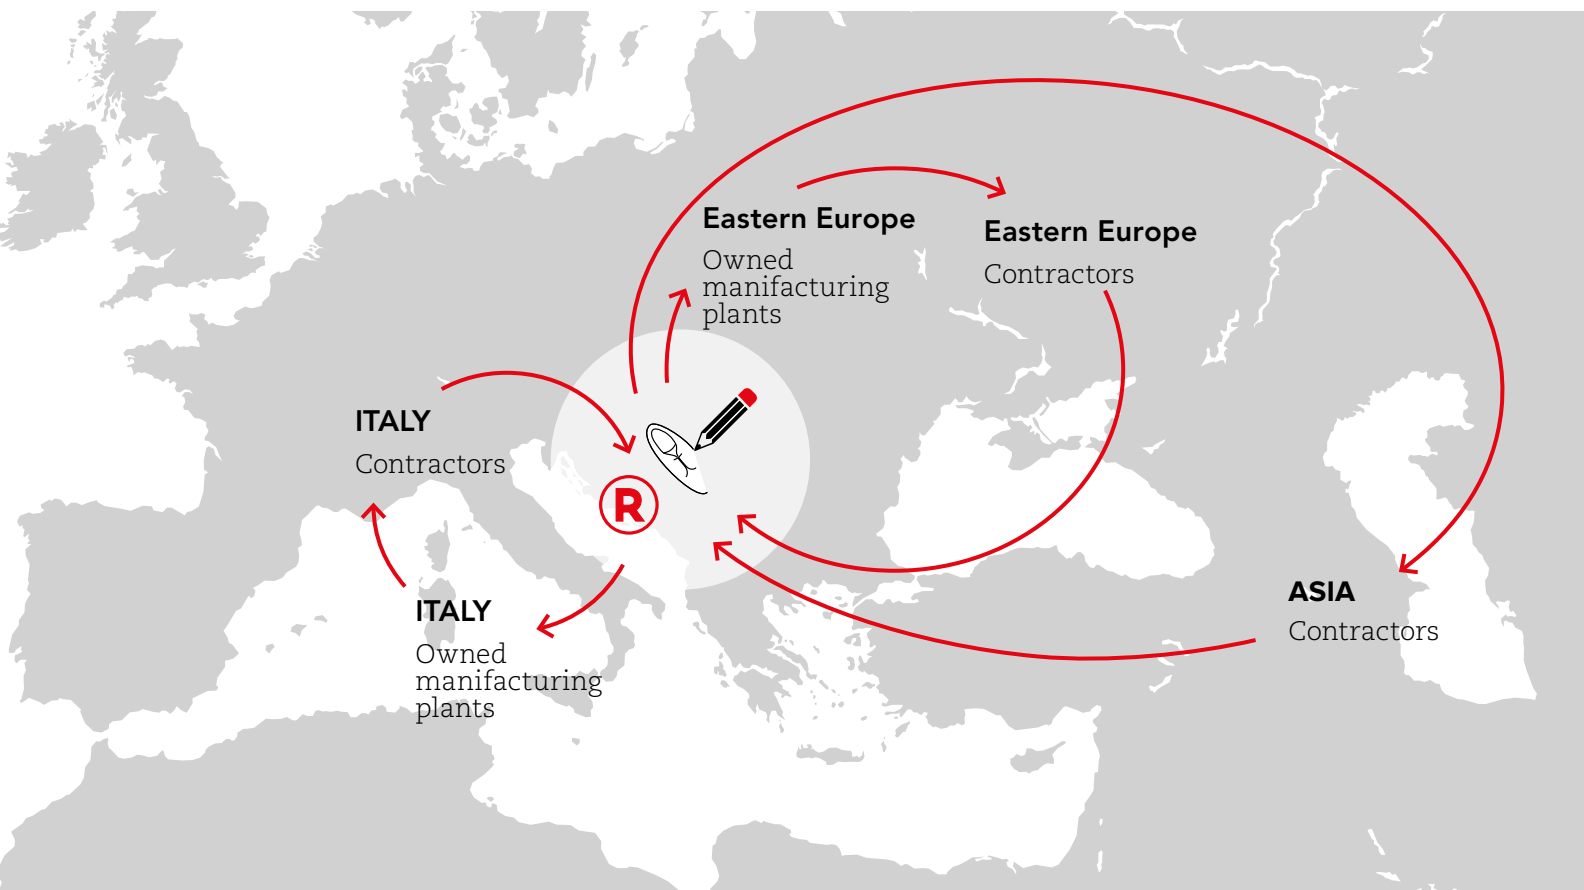 Eastern Europe
Owned
manifacturing
plants
Eastern Europe
Contractors
ITALY
Contractors
R
ITALY
Owned
manifacturing
plants
ASIA
Contractors